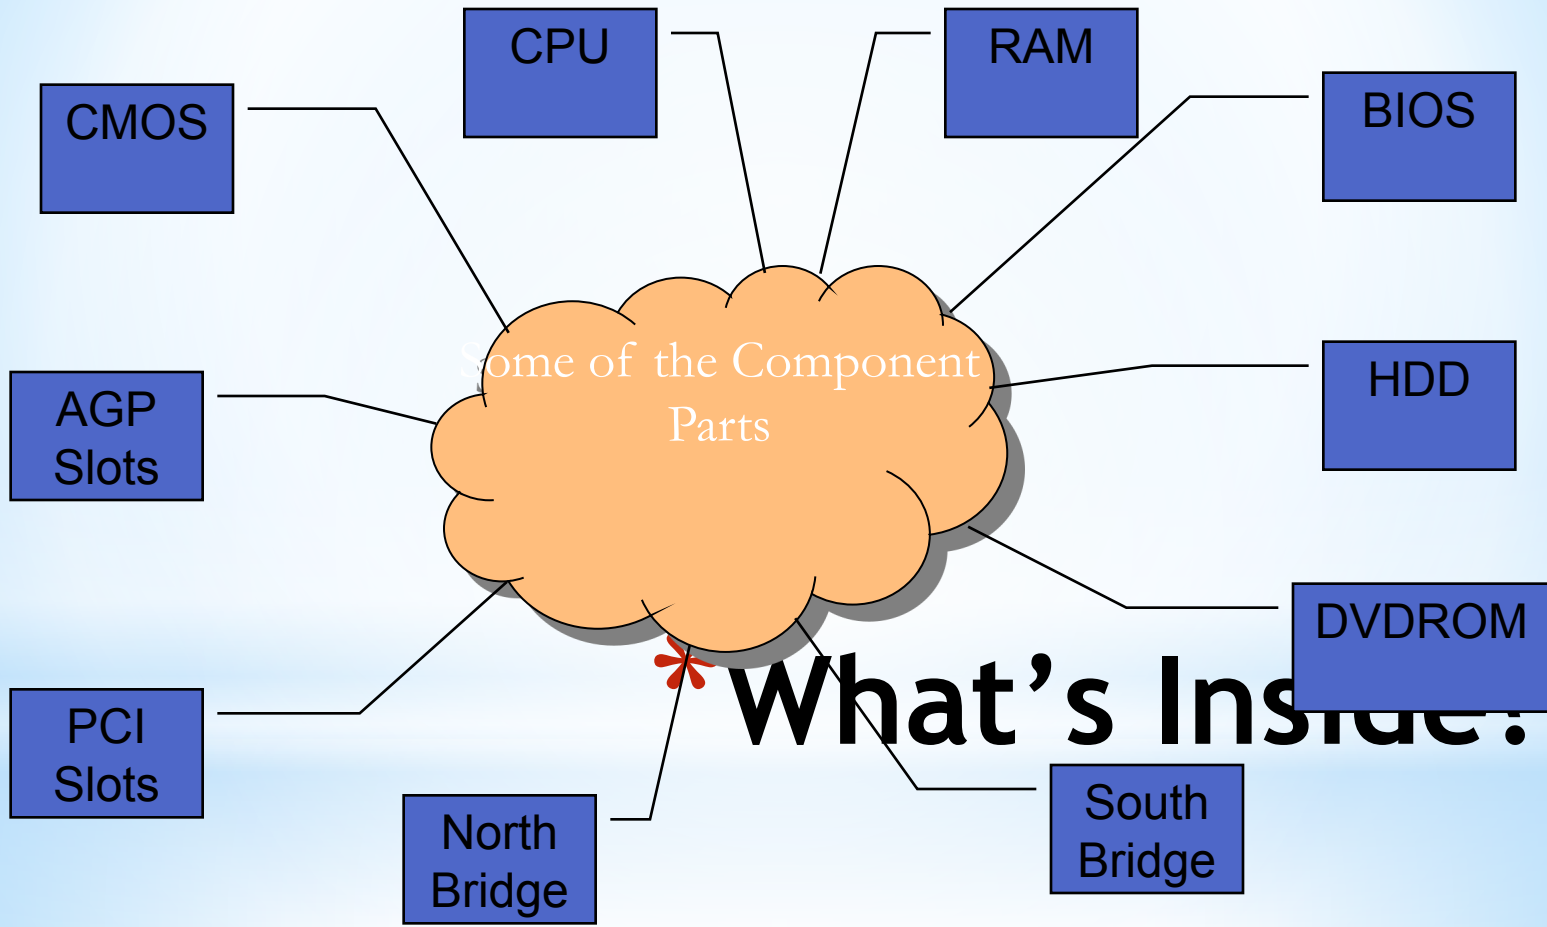 CPU
RAM
CMOS
BIOS
Some of the Component
Parts
AGP
Slots
HDD
DVDROM
* What’s Inside?
PCI
Slots
North
Bridge
South
Bridge